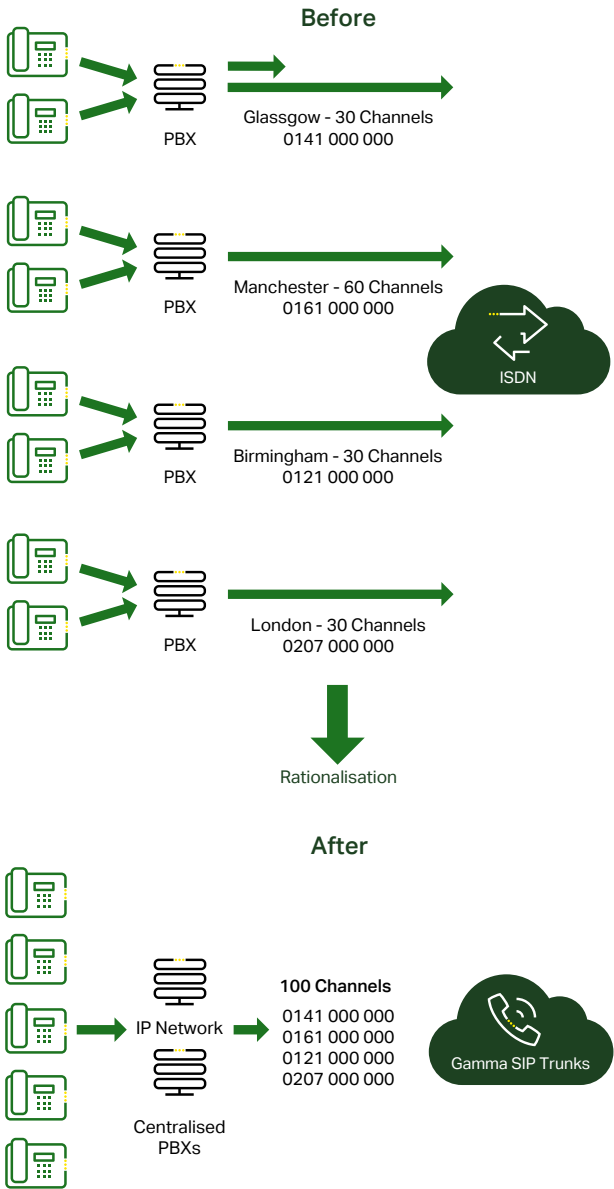 Before
PBX
Glassgow - 30 Channels
0141 000 000
PBX
Manchester - 60 Channels
0161 000 000
ISDN
PBX
Birmingham - 30 Channels
0121 000 000
PBX
London - 30 Channels
0207 000 000
Rationalisation
After
IP Network
Centralised
PBXs
100 Channels
0141 000 000
0161 000 000
0121 000 000
0207 000 000
Gamma SIP Trunks